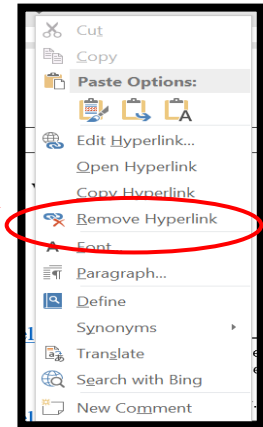 Cut
Copy
Paste Options:
A
Edit Hyperlink...
Open Hyperlink
Copy Hyperlink
Remove Hyperlink
A Font...
Paragraph...
Define
Synonyms
Translate
Search with Bing
New Comment